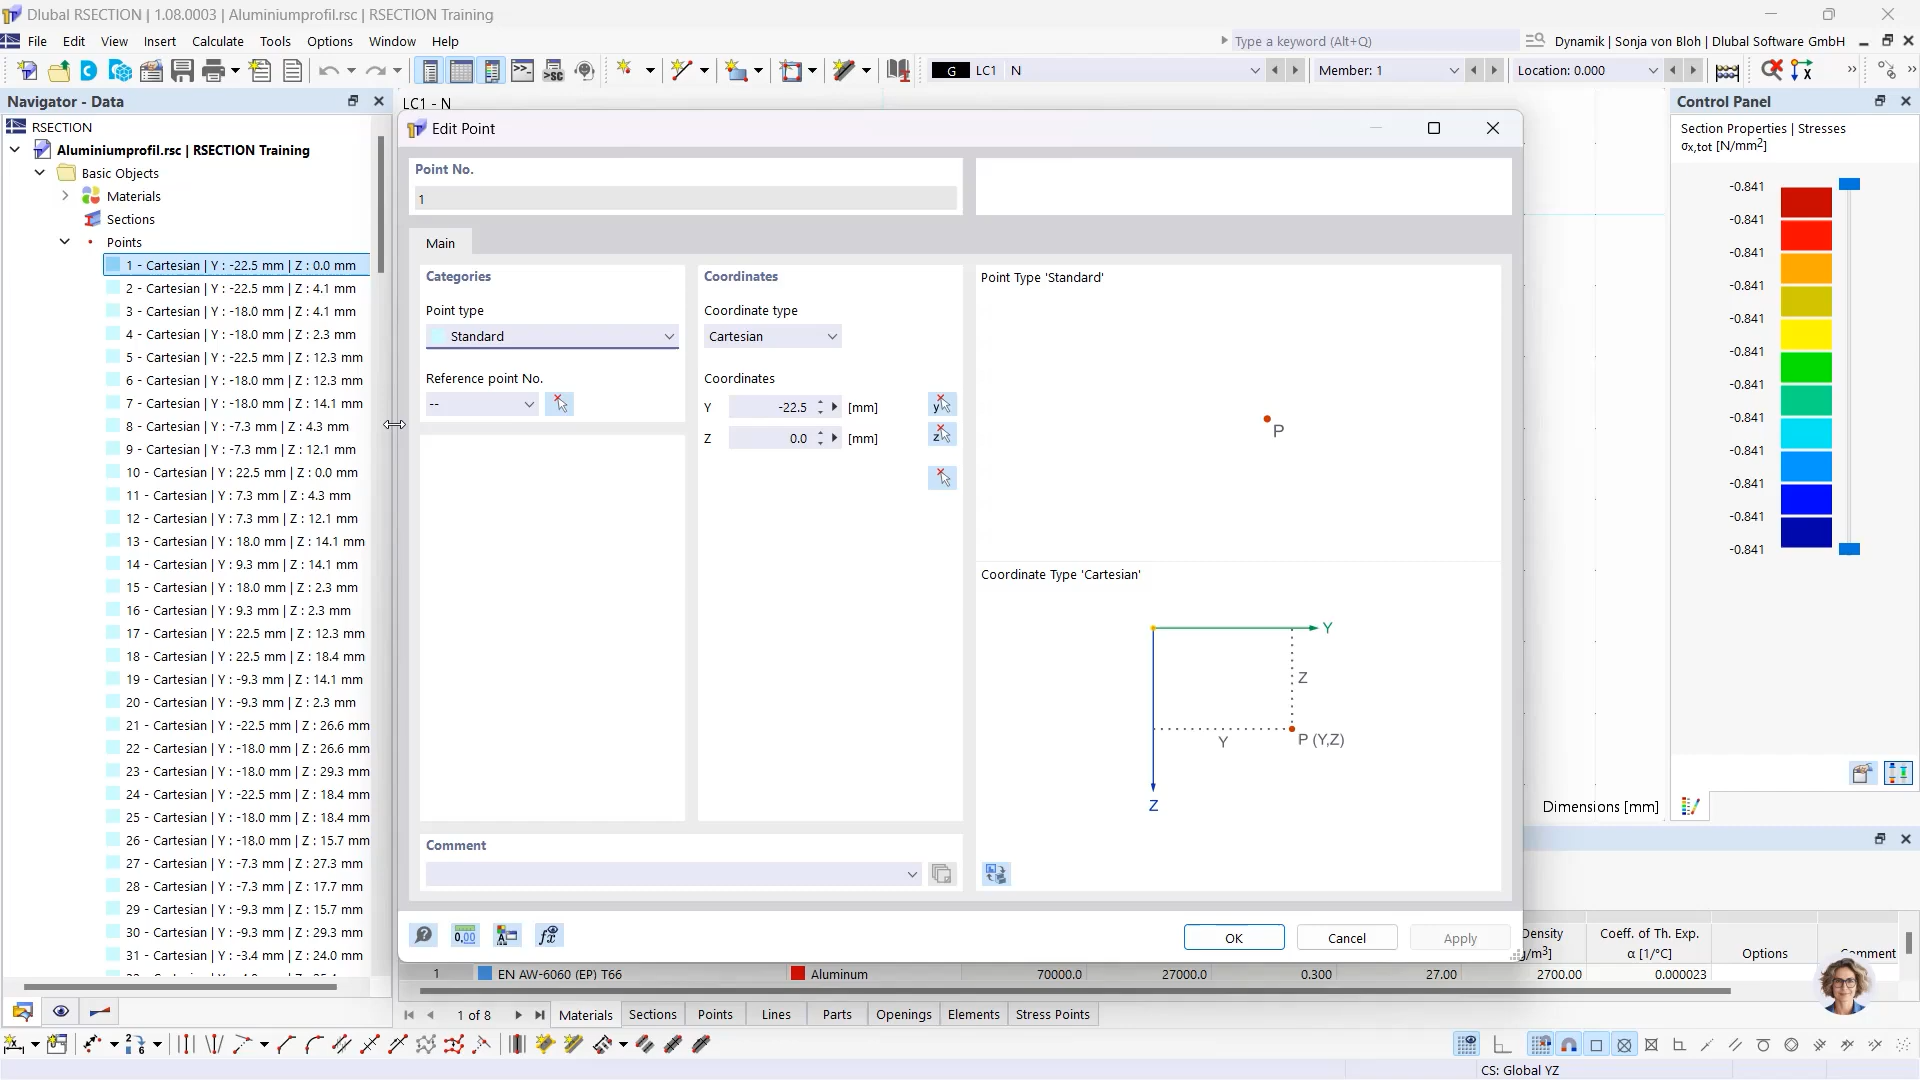 Dlubal RSECTION | 1.08.0003 | Aluminiumprofil.rsc | RSECTION Training
File Edit View Insert Calculate Tools Options Window Help
Type a keyword (Alt+Q)
Dynamik | Sonja von Bloh | Dlubal Software GmbH
G LC1 N
Member: 1
Location: 0.000
Navigator - Data
RSECTION
Aluminiumprofil.rsc | RSECTION Training
Basic Objects
Materials
Sections
Points
1 - Cartesian | Y : -22.5 mm | Z : 0.0 mm
2 - Cartesian | Y : -22.5 mm | Z : 4.1 mm
3 - Cartesian | Y : -18.0 mm | Z : 4.1 mm
4 - Cartesian | Y : -18.0 mm | Z : 2.3 mm
5 - Cartesian | Y : -22.5 mm | Z : 12.3 mm
6 - Cartesian | Y : -18.0 mm | Z : 12.3 mm
7 - Cartesian | Y : -18.0 mm | Z : 14.1 mm
8 - Cartesian | Y : -7.3 mm | Z : 4.3 mm
9 - Cartesian | Y : -7.3 mm | Z : 12.1 mm
10 - Cartesian | Y : 22.5 mm | Z : 0.0 mm
11 - Cartesian | Y : 7.3 mm | Z : 4.3 mm
12 - Cartesian | Y : 7.3 mm | Z : 12.1 mm
13 - Cartesian | Y : 18.0 mm | Z : 14.1 mm
14 - Cartesian | Y : 9.3 mm | Z : 14.1 mm
15 - Cartesian | Y : 18.0 mm | Z : 2.3 mm
16 - Cartesian | Y : 9.3 mm | Z : 2.3 mm
17 - Cartesian | Y : 22.5 mm | Z : 12.3 mm
18 - Cartesian | Y : 22.5 mm | Z : 18.4 mm
19 - Cartesian | Y : -9.3 mm | Z : 14.1 mm
20 - Cartesian | Y : -9.3 mm | Z : 2.3 mm
21 - Cartesian | Y : -22.5 mm | Z : 26.6 mm
22 - Cartesian | Y : -18.0 mm | Z : 26.6 mm
23 - Cartesian | Y : -18.0 mm | Z : 29.3 mm
24 - Cartesian | Y : -22.5 mm | Z : 18.4 mm
25 - Cartesian | Y : -18.0 mm | Z : 18.4 mm
26 - Cartesian | Y : -18.0 mm | Z : 15.7 mm
27 - Cartesian | Y : -7.3 mm | Z : 27.3 mm
28 - Cartesian | Y : -7.3 mm | Z : 17.7 mm
29 - Cartesian | Y : -9.3 mm | Z : 15.7 mm
30 - Cartesian | Y : -9.3 mm | Z : 29.3 mm
31 - Cartesian | Y : -3.4 mm | Z : 24.0 mm
LC1 - N
Edit Point
Point No.
1
Main
Categories
Point type
Standard
Reference point No.
--
Coordinates
Coordinate type
Cartesian
Coordinates
Y -22.5 [mm]
Z 0.0 [mm]
Comment
Point Type 'Standard'
P
Coordinate Type 'Cartesian'
Y
Z
Y
P (Y,Z)
Z
OK
Cancel
Apply
Control Panel
Section Properties | Stresses
σx,tot [N/mm²]
-0.841
-0.841
-0.841
-0.841
-0.841
-0.841
-0.841
-0.841
-0.841
-0.841
-0.841
-0.841
Dimensions [mm]
Coeff. of Th. Exp.
α [1/°C]
Options
1 EN AW-6060 (EP) T66 Aluminum 70000.0 27000.0 0.300 27.00 2700.00 0.000023
1 of 8
Materials Sections Points Lines Parts Openings Elements Stress Points
CS: Global YZ